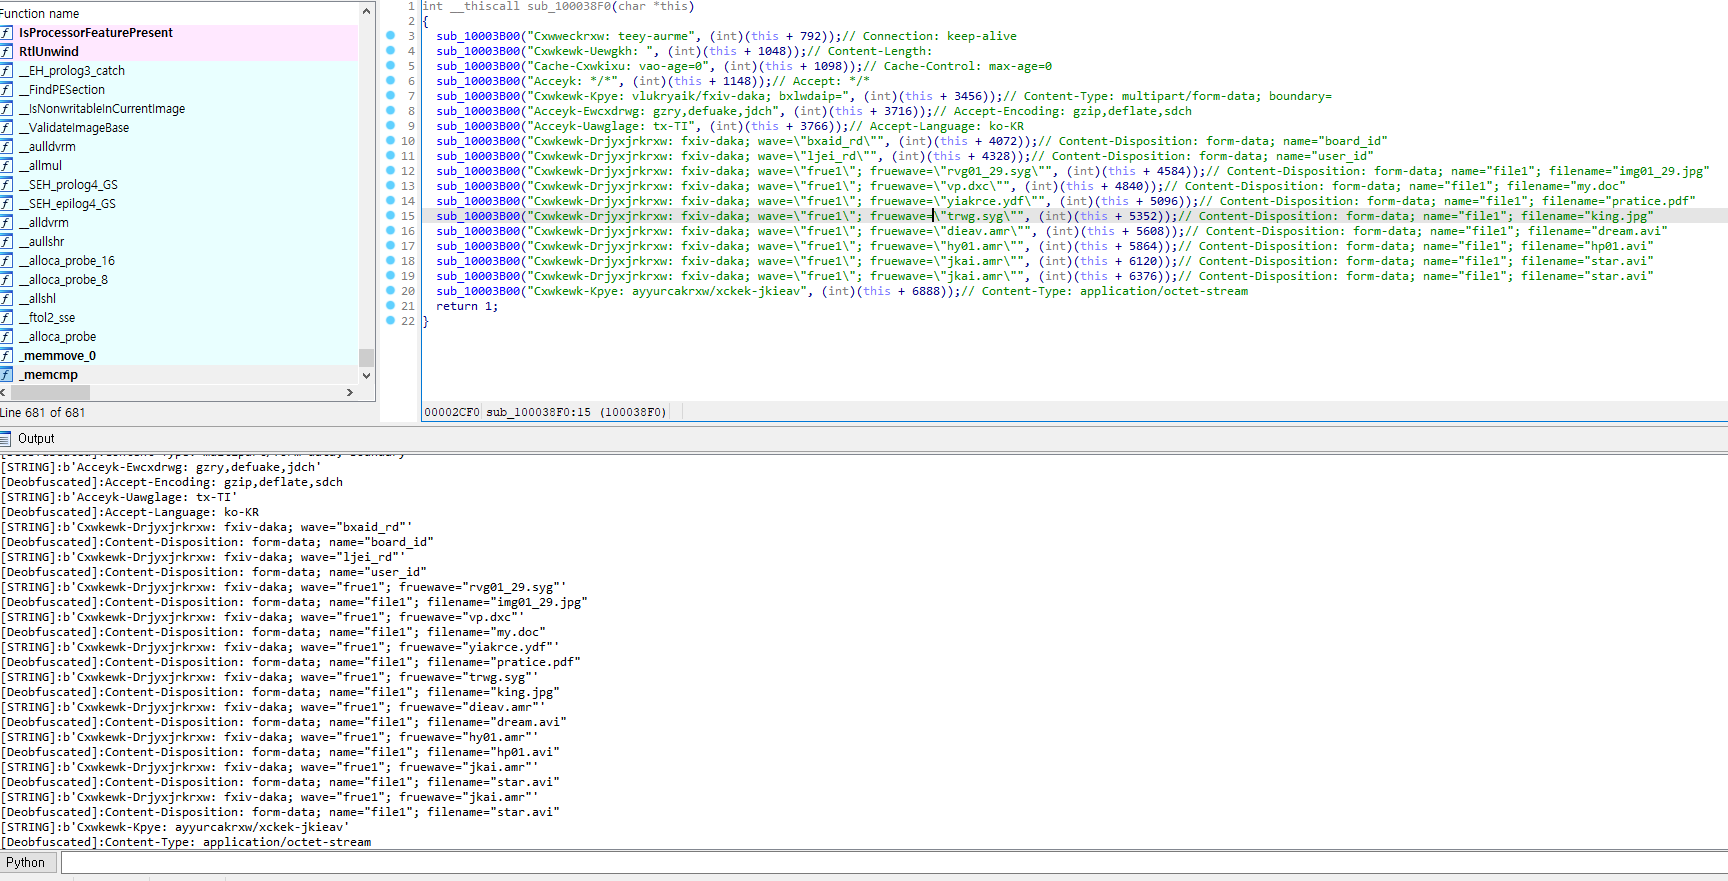 Function name
IsProcessorFeaturePresent
RtlUnwind
__EH_prolog3_catch
__FindPESection
__IsNonwritableInCurrentImage
__ValidateImageBase
__aulldvrm
__allmul
__SEH_prolog4_GS
__SEH_epilog4_GS
__alldvrm
__aullshr
__alloca_probe_16
__alloca_probe_8
__allshl
__ftol2_sse
__alloca_probe
_memmove_0
_memcmp
Line 681 of 681
1 int __thiscall sub_100038F0(char *this)
2 {
3 sub_10003B00("Cxwweckrxw: teey-aurme", (int)(this + 792));// Connection: keep-alive
4 sub_10003B00("Cxwkewk-Uewgkh: ", (int)(this + 1048));// Content-Length:
5 sub_10003B00("Cache-Cxwkixu: vao-age=0", (int)(this + 1098));// Cache-Control: max-age=0
6 sub_10003B00("Acceyk: */*", (int)(this + 1148));// Accept: */*
7 sub_10003B00("Cxwkewk-Kpye: vlukryaik/fxiv-daka; bxlwdaip=", (int)(this + 3456));// Content-Type: multipart/form-data; boundary=
8 sub_10003B00("Acceyk-Ewcxdrwg: gzry,defuake,jdch", (int)(this + 3716));// Accept-Encoding: gzip,deflate,sdch
9 sub_10003B00("Acceyk-Uawglage: tx-TI", (int)(this + 3766));// Accept-Language: ko-KR
10 sub_10003B00("Cxwkewk-Drjyxjrkrxw: fxiv-daka; wave=\"bxaid_rd\"", (int)(this + 4072));// Content-Disposition: form-data; name="board_id"
11 sub_10003B00("Cxwkewk-Drjyxjrkrxw: fxiv-daka; wave=\"ljei_rd\"", (int)(this + 4328));// Content-Disposition: form-data; name="user_id"
12 sub_10003B00("Cxwkewk-Drjyxjrkrxw: fxiv-daka; wave=\"frue1\"; fruewave=\"rvg01_29.syg\"", (int)(this + 4584));// Content-Disposition: form-data; name="file1"; filename="img01_29.jpg"
13 sub_10003B00("Cxwkewk-Drjyxjrkrxw: fxiv-daka; wave=\"frue1\"; fruewave=\"vp.dxc\"", (int)(this + 4840));// Content-Disposition: form-data; name="file1"; filename="my.doc"
14 sub_10003B00("Cxwkewk-Drjyxjrkrxw: fxiv-daka; wave=\"frue1\"; fruewave=\"yiakrce.ydf\"", (int)(this + 5096));// Content-Disposition: form-data; name="file1"; filename="pratice.pdf"
15 sub_10003B00("Cxwkewk-Drjyxjrkrxw: fxiv-daka; wave=\"frue1\"; fruewave=\"trwg.syg\"", (int)(this + 5352));// Content-Disposition: form-data; name="file1"; filename="king.jpg"
16 sub_10003B00("Cxwkewk-Drjyxjrkrxw: fxiv-daka; wave=\"frue1\"; fruewave=\"dieav.amr\"", (int)(this + 5608));// Content-Disposition: form-data; name="file1"; filename="dream.avi"
17 sub_10003B00("Cxwkewk-Drjyxjrkrxw: fxiv-daka; wave=\"frue1\"; fruewave=\"hy01.amr\"", (int)(this + 5864));// Content-Disposition: form-data; name="file1"; filename="hp01.avi"
18 sub_10003B00("Cxwkewk-Drjyxjrkrxw: fxiv-daka; wave=\"frue1\"; fruewave=\"jkai.amr\"", (int)(this + 6120));// Content-Disposition: form-data; name="file1"; filename="star.avi"
19 sub_10003B00("Cxwkewk-Drjyxjrkrxw: fxiv-daka; wave=\"frue1\"; fruewave=\"jkai.amr\"", (int)(this + 6376));// Content-Disposition: form-data; name="file1"; filename="star.avi"
20 sub_10003B00("Cxwkewk-Kpye: ayyurcakrxw/xckek-jkieav", (int)(this + 6888));// Content-Type: application/octet-stream
21 return 1;
22 }
00002CF0 sub_100038F0:15 (100038F0)
Output
[Deobfuscated]:Content-Type: multipart/form-data; boundary=
[STRING]:b'Acceyk-Ewcxdrwg: gzry,defuake,jdch'
[Deobfuscated]:Accept-Encoding: gzip,deflate,sdch
[STRING]:b'Acceyk-Uawglage: tx-TI'
[Deobfuscated]:Accept-Language: ko-KR
[STRING]:b'Cxwkewk-Drjyxjrkrxw: fxiv-daka; wave="bxaid_rd"'
[Deobfuscated]:Content-Disposition: form-data; name="board_id"
[STRING]:b'Cxwkewk-Drjyxjrkrxw: fxiv-daka; wave="ljei_rd"'
[Deobfuscated]:Content-Disposition: form-data; name="user_id"
[STRING]:b'Cxwkewk-Drjyxjrkrxw: fxiv-daka; wave="frue1"; fruewave="rvg01_29.syg"'
[Deobfuscated]:Content-Disposition: form-data; name="file1"; filename="img01_29.jpg"
[STRING]:b'Cxwkewk-Drjyxjrkrxw: fxiv-daka; wave="frue1"; fruewave="vp.dxc"'
[Deobfuscated]:Content-Disposition: form-data; name="file1"; filename="my.doc"
[STRING]:b'Cxwkewk-Drjyxjrkrxw: fxiv-daka; wave="frue1"; fruewave="yiakrce.ydf"'
[Deobfuscated]:Content-Disposition: form-data; name="file1"; filename="pratice.pdf"
[STRING]:b'Cxwkewk-Drjyxjrkrxw: fxiv-daka; wave="frue1"; fruewave="trwg.syg"'
[Deobfuscated]:Content-Disposition: form-data; name="file1"; filename="king.jpg"
[STRING]:b'Cxwkewk-Drjyxjrkrxw: fxiv-daka; wave="frue1"; fruewave="dieav.amr"'
[Deobfuscated]:Content-Disposition: form-data; name="file1"; filename="dream.avi"
[STRING]:b'Cxwkewk-Drjyxjrkrxw: fxiv-daka; wave="frue1"; fruewave="hy01.amr"'
[Deobfuscated]:Content-Disposition: form-data; name="file1"; filename="hp01.avi"
[STRING]:b'Cxwkewk-Drjyxjrkrxw: fxiv-daka; wave="frue1"; fruewave="jkai.amr"'
[Deobfuscated]:Content-Disposition: form-data; name="file1"; filename="star.avi"
[STRING]:b'Cxwkewk-Drjyxjrkrxw: fxiv-daka; wave="frue1"; fruewave="jkai.amr"'
[Deobfuscated]:Content-Disposition: form-data; name="file1"; filename="star.avi"
[STRING]:b'Cxwkewk-Kpye: ayyurcakrxw/xckek-jkieav'
[Deobfuscated]:Content-Type: application/octet-stream
Python